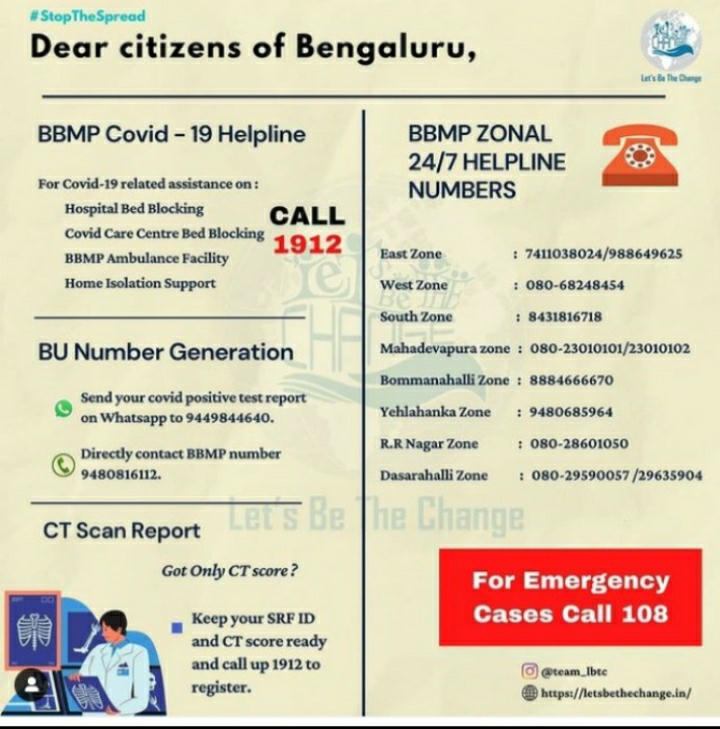 #StopTheSpread
Dear citizens of Bengaluru,
Let's Be The Change
BBMP Covid - 19 Helpline
For Covid-19 related assistance on :
Hospital Bed Blocking
Covid Care Centre Bed Blocking
BBMP Ambulance Facility
Home Isolation Support
CALL
1912
BU Number Generation
Send your covid positive test report
on Whatsapp to 9449844640.
Directly contact BBMP number
9480816112.
CT Scan Report
Got Only CT score?
Keep your SRF ID
and CT score ready
and call up 1912 to
register.
BBMP ZONAL
24/7 HELPLINE
NUMBERS
East Zone : 7411038024/988649625
West Zone : 080-68248454
South Zone : 8431816718
Mahadevapura zone : 080-23010101/23010102
Bommanahalli Zone : 8884666670
Yehlahanka Zone : 9480685964
R.R Nagar Zone : 080-28601050
Dasarahalli Zone : 080-29590057 /29635904
Let's Be The Change
For Emergency
Cases Call 108
@team_lbtc
https://letsbethechange.in/